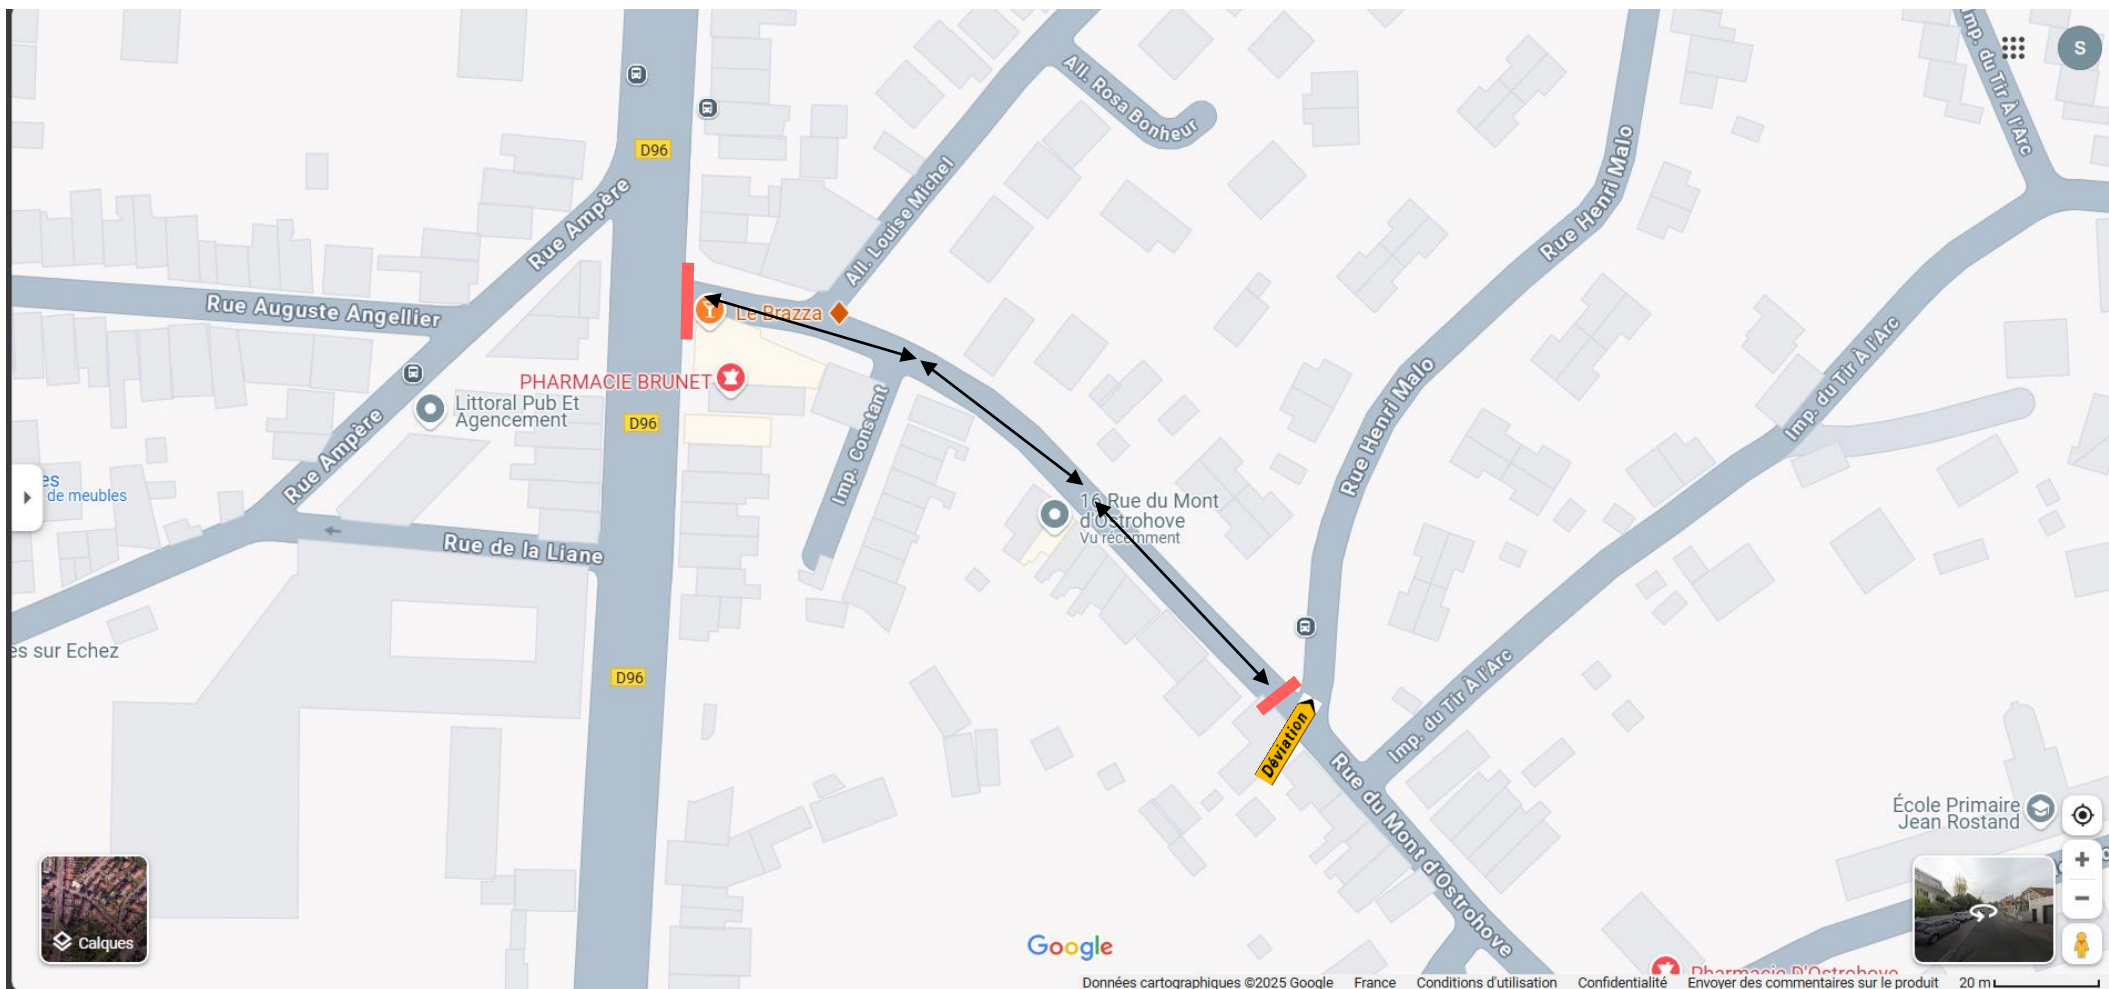 Imp. du Tir À l'Arc
S
All. Rosa Bonheur
D96
Rue Ampère
All. Louise Michel
Rue Henri Malo
Rue Auguste Angellier
Le Brazza
PHARMACIE BRUNET
Littoral Pub Et
Agencement
D96
Imp. Constant
Rue Henri Malo
Imp. du Tir À l'Arc
Rue Ampère
es
de meubles
16 Rue du Mont
d'Ostrohove
Vu récemment
Rue de la Liane
es sur Echez
D96
Imp. du Tir À l'Arc
Déviation
Rue du Mont d'Ostrohove
École Primaire
Jean Rostand
Calques
Google
Pharmacie D'Ostrohove
Données cartographiques ©2025 Google France Conditions d'utilisation Confidentialité Envoyer des commentaires sur le produit 20 m